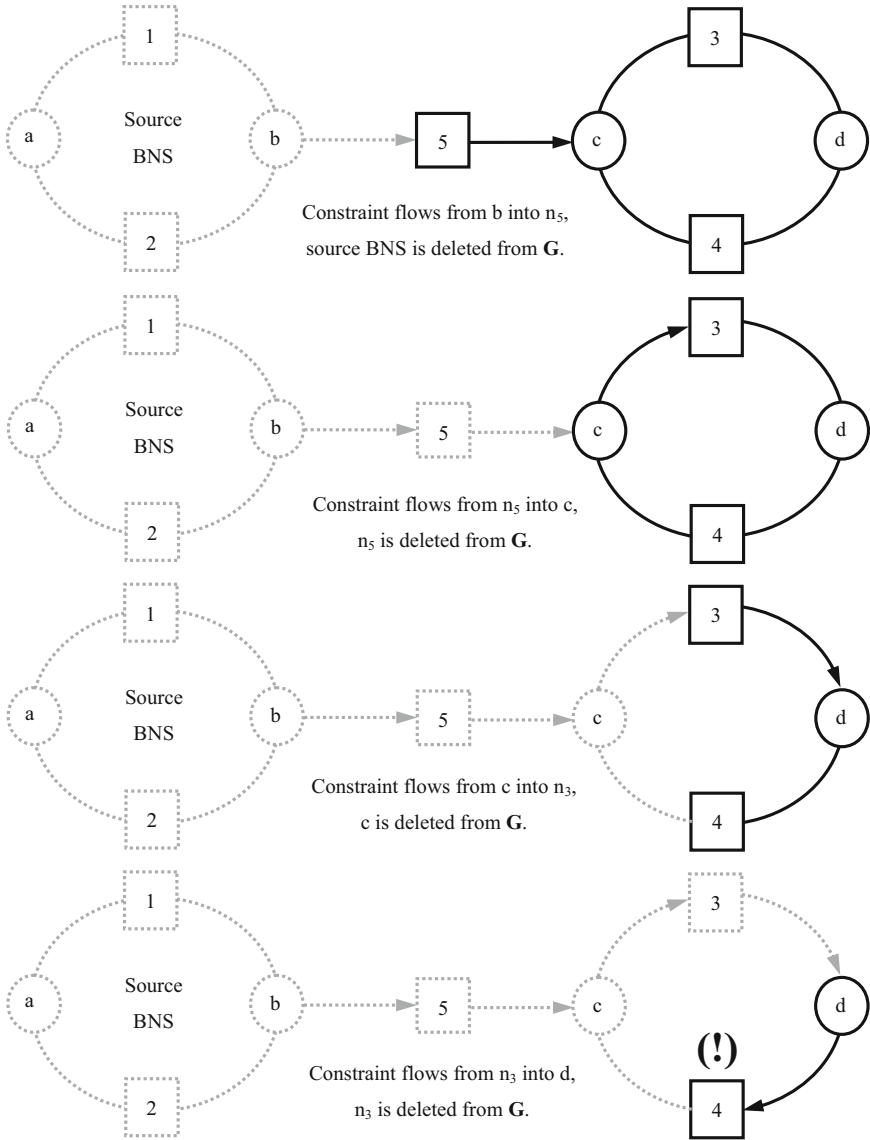 1
3
a
Source
BNS
b
5
c
d
2
4
Constraint flows from b into n₅,
source BNS is deleted from G.
1
3
a
Source
BNS
b
5
c
d
2
4
Constraint flows from n₅ into c,
n₅ is deleted from G.
1
3
a
Source
BNS
b
5
c
d
2
4
Constraint flows from c into n₃,
c is deleted from G.
1
3
a
Source
BNS
b
5
c
d
(!)
2
4
Constraint flows from n₃ into d,
n₃ is deleted from G.